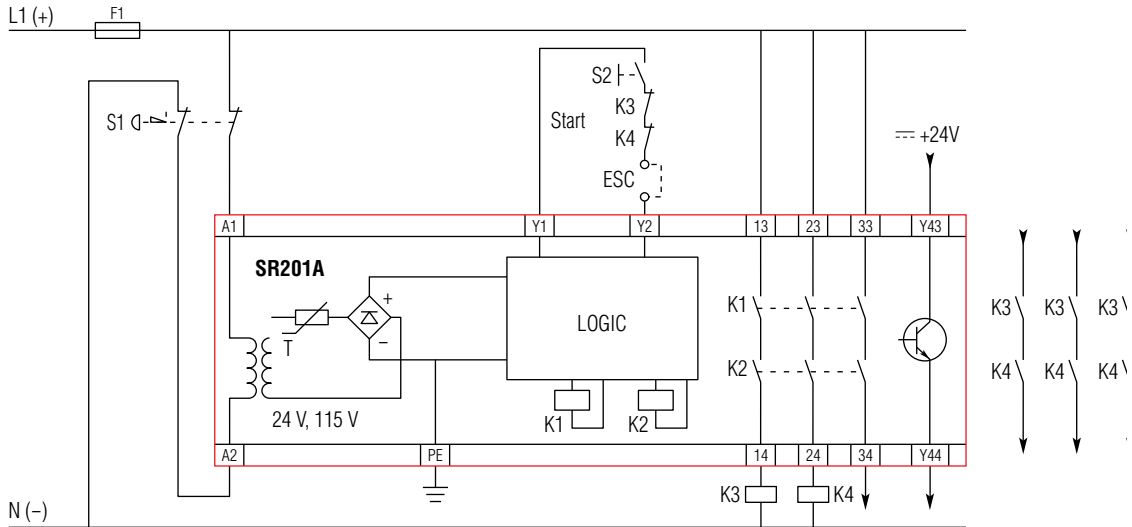 L1 (+)
F1
S2
K3
S1
Start
K4
+24V
ESC
A1
Y1
Y2
13
23
33
Y43
SR201A
+
K1
K3
K3
K3
LOGIC
T
−
K2
K4
K4
K4
24 V, 115 V
K1
K2
A2
PE
14
24
34
Y44
K3
K4
N (−)